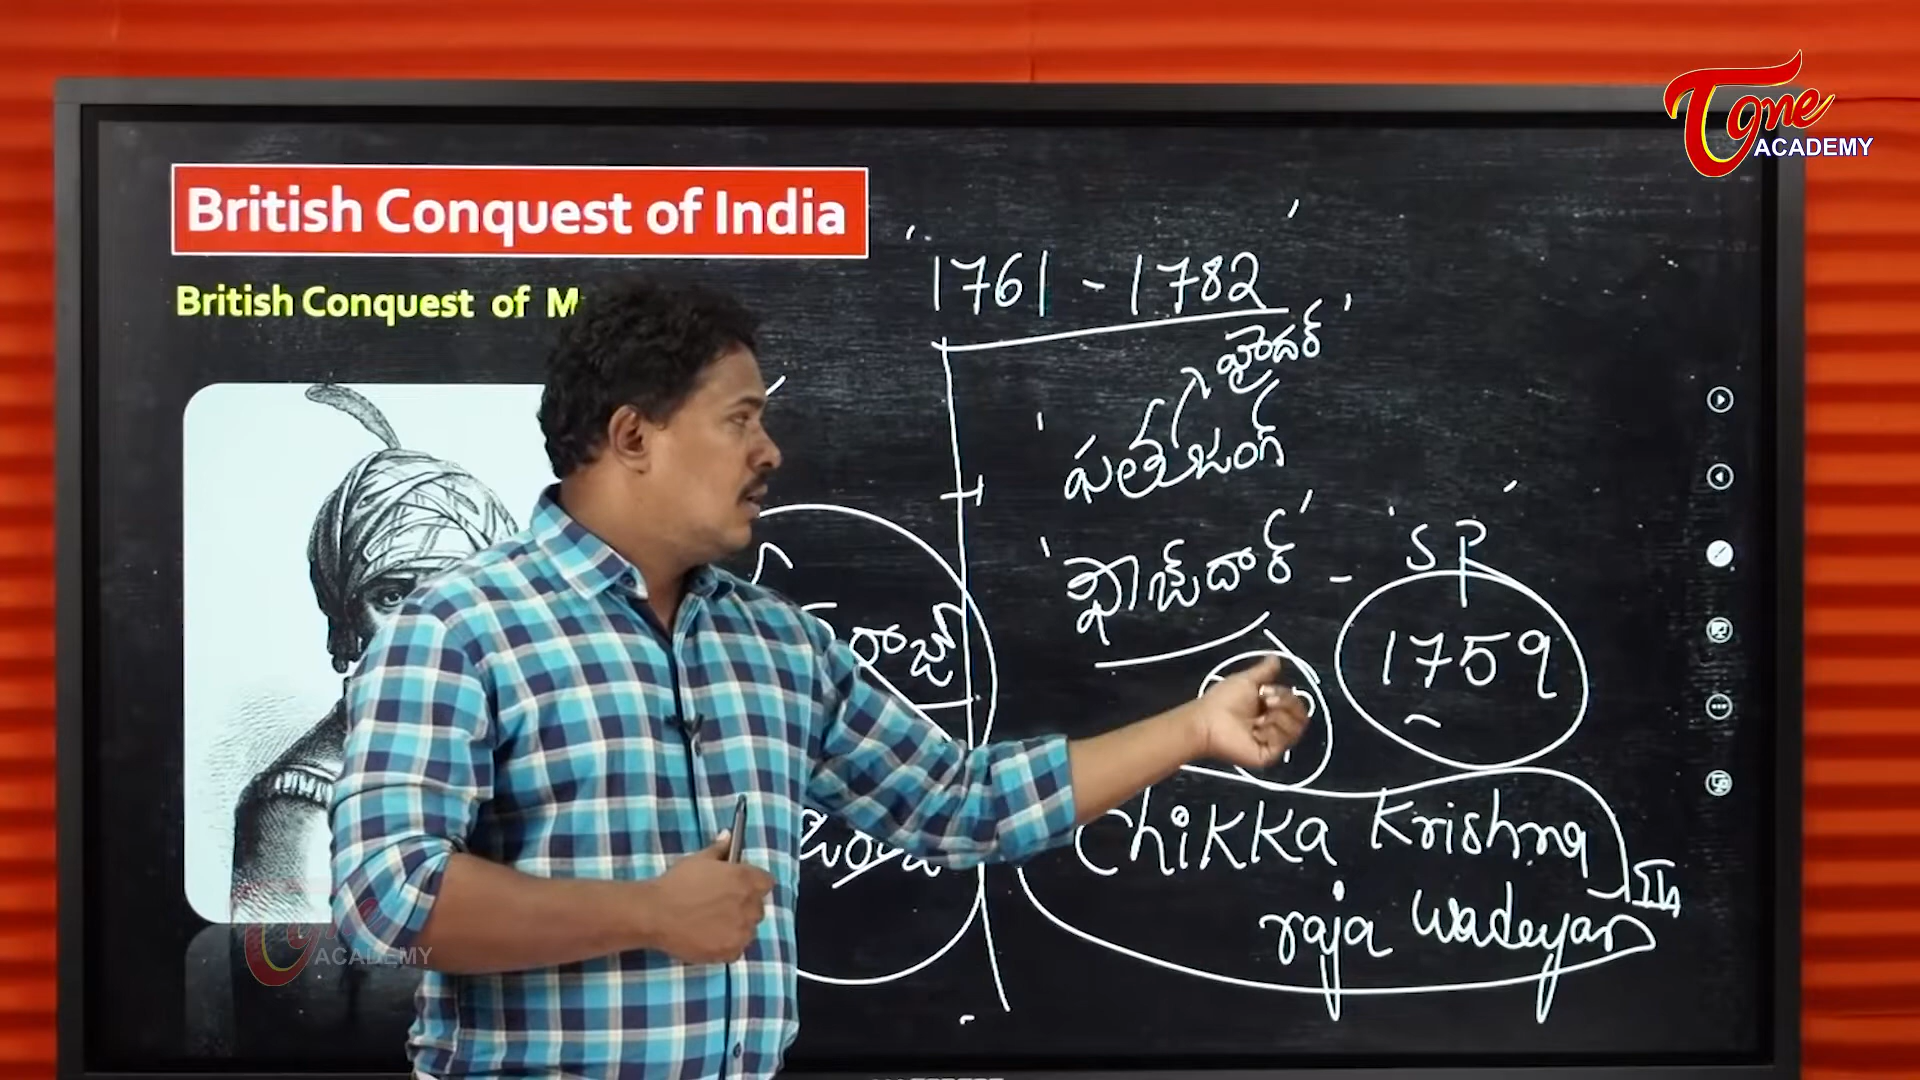 Tone
ACADEMY
British Conquest of India
British Conquest of M
1761 - 1782
హైదర్
ఫతే జంగ్
ఫౌజ్‌దార్ -
SP
1759
Chikka Krishna
raja Wadeyar
ACADEMY